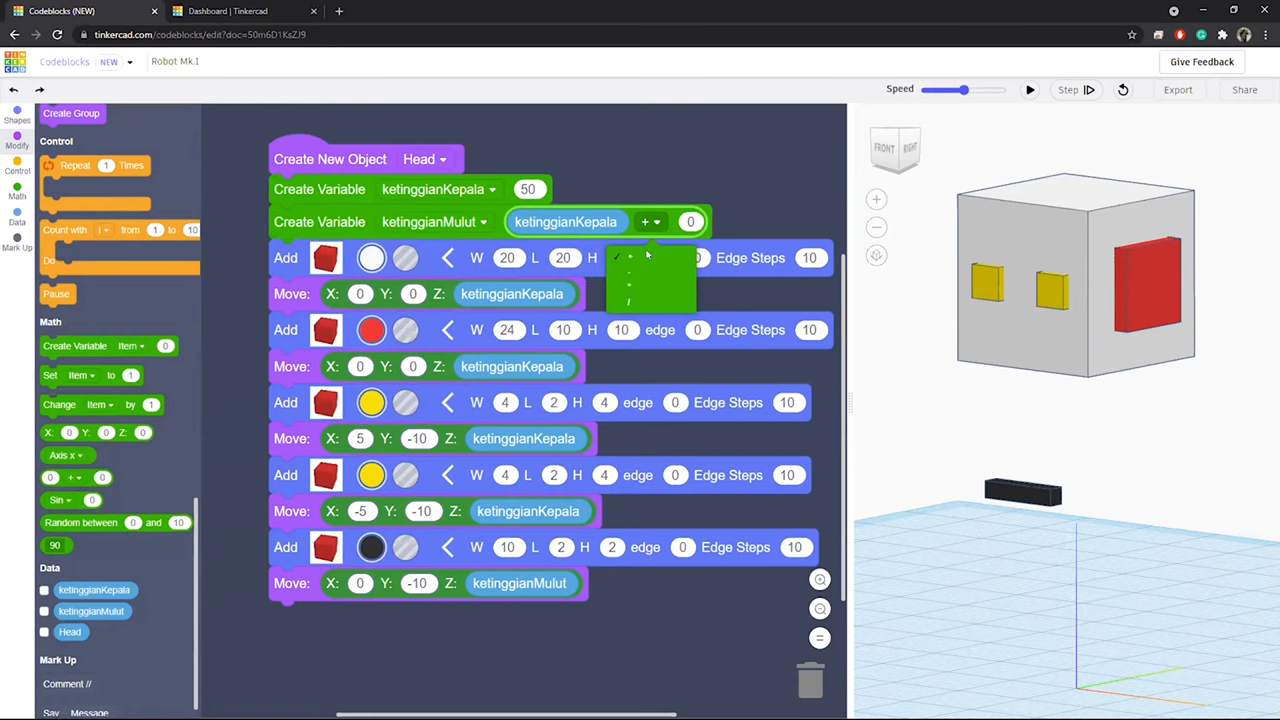 Codeblocks (NEW)
Dashboard | Tinkercad
tinkercad.com/codeblocks/edit?doc=50m6D1KsZJ9
TIN
KER
CAD
Codeblocks NEW Robot Mk.I
Give Feedback
Speed
Step
Export
Share
Shapes
Modify
Control
Math
Data
Mark Up
Create Group
Control
Repeat 1 Times
Count with i from 1 to 10
Do
Pause
Math
Create Variable Item 0
Set Item to 1
Change Item by 1
X: 0 Y: 0 Z: 0
Axis x
0 + 0
Sin 0
Random between 0 and 10
90
Data
ketinggianKepala
ketinggianMulut
Head
Mark Up
Comment //
Say Message
Create New Object Head
Create Variable ketinggianKepala 50
Create Variable ketinggianMulut ketinggianKepala + 0
Add W 20 L 20 Edge Steps 10
✓ +
-
*
/
Move: X: 0 Y: 0 Z: ketinggianKepala
Add W 24 L 10 H 10 edge 0 Edge Steps 10
Move: X: 0 Y: 0 Z: ketinggianKepala
Add W 4 L 2 H 4 edge 0 Edge Steps 10
Move: X: 5 Y: -10 Z: ketinggianKepala
Add W 4 L 2 H 4 edge 0 Edge Steps 10
Move: X: -5 Y: -10 Z: ketinggianKepala
Add W 10 L 2 H 2 edge 0 Edge Steps 10
Move: X: 0 Y: -10 Z: ketinggianMulut
FRONT
RIGHT